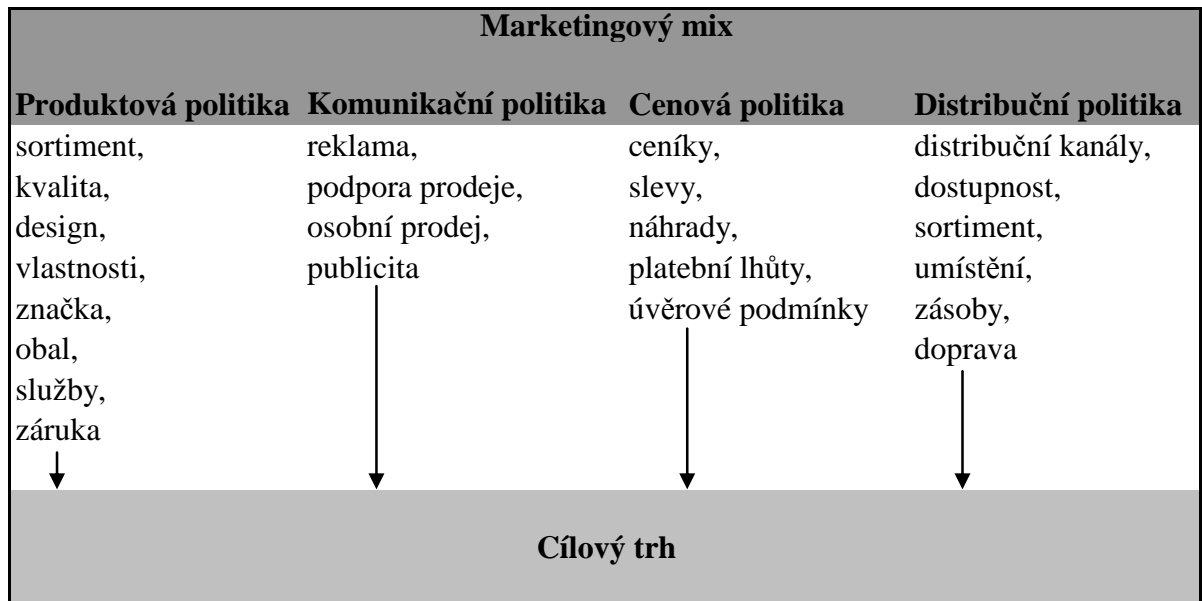 Marketingový mix
Produktová politika
Komunikační politika
Cenová politika
Distribuční politika
sortiment,
kvalita,
design,
vlastnosti,
značka,
obal,
služby,
záruka
reklama,
podpora prodeje,
osobní prodej,
publicita
ceníky,
slevy,
náhrady,
platební lhůty,
úvěrové podmínky
distribuční kanály,
dostupnost,
sortiment,
umístění,
zásoby,
doprava
Cílový trh